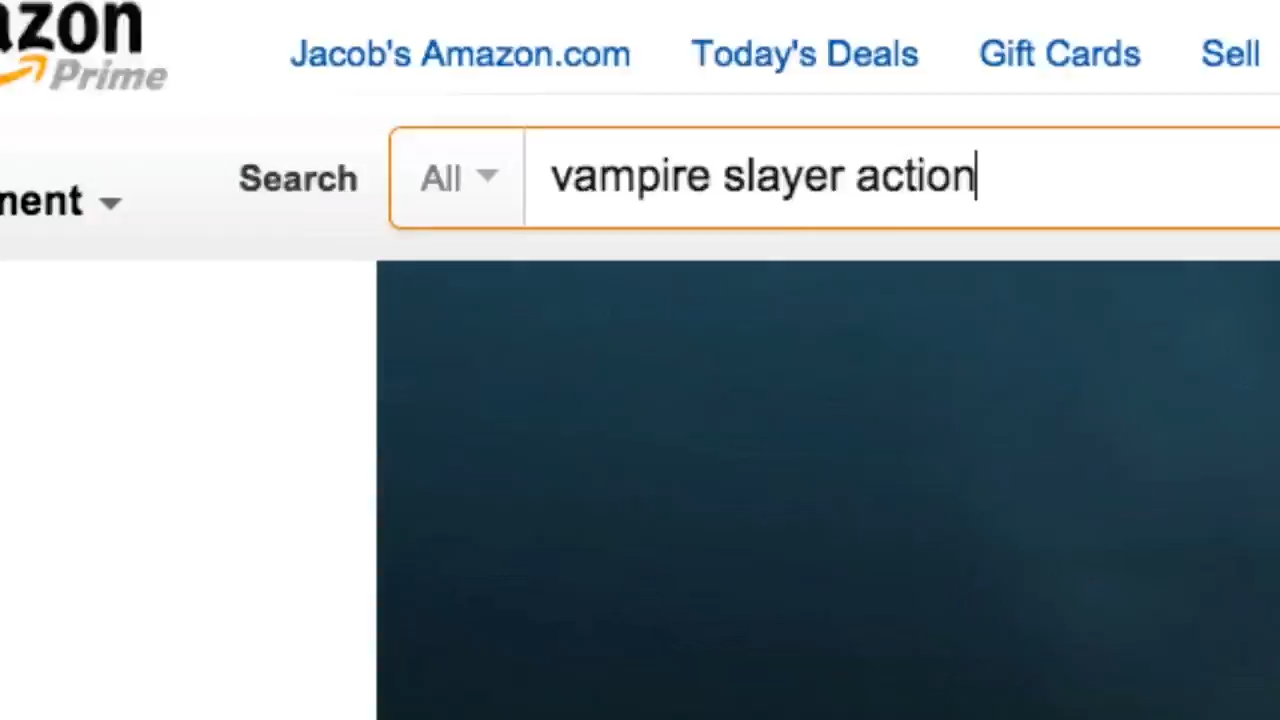 azon
Prime
Jacob's Amazon.com Today's Deals Gift Cards Sell
nent
Search All vampire slayer action